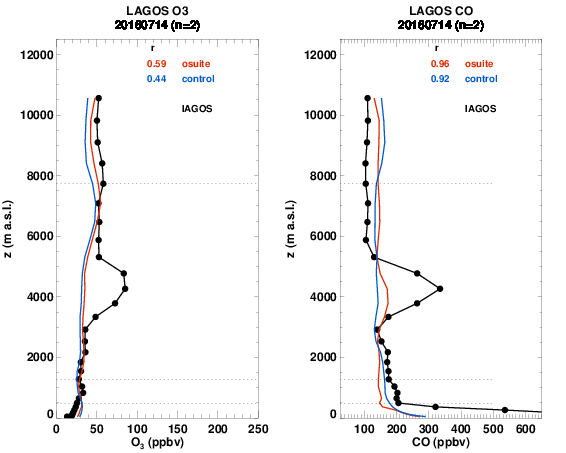 LAGOS O3
20160714 (n=2)
r
0.59 osuite
0.44 control
IAGOS
12000
10000
8000
6000
4000
2000
0
z (m a.s.l.)
0 50 100 150 200 250
O3 (ppbv)
LAGOS CO
20160714 (n=2)
r
0.96 osuite
0.92 control
IAGOS
12000
10000
8000
6000
4000
2000
0
z (m a.s.l.)
100 200 300 400 500 600
CO (ppbv)